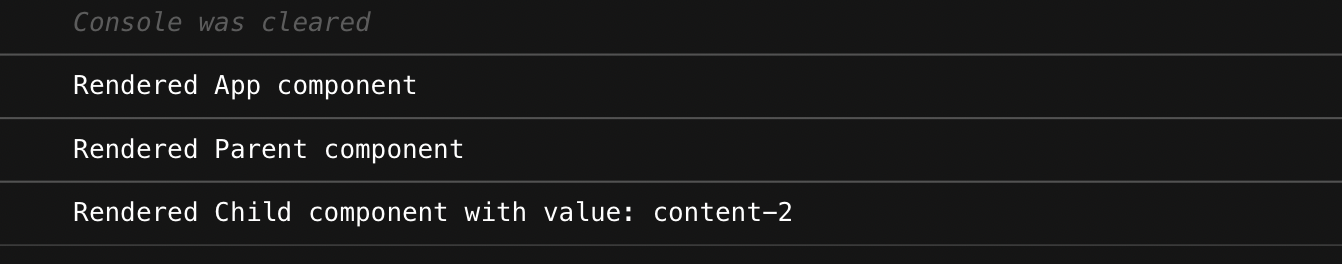 Console was cleared
Rendered App component
Rendered Parent component
Rendered Child component with value: content-2